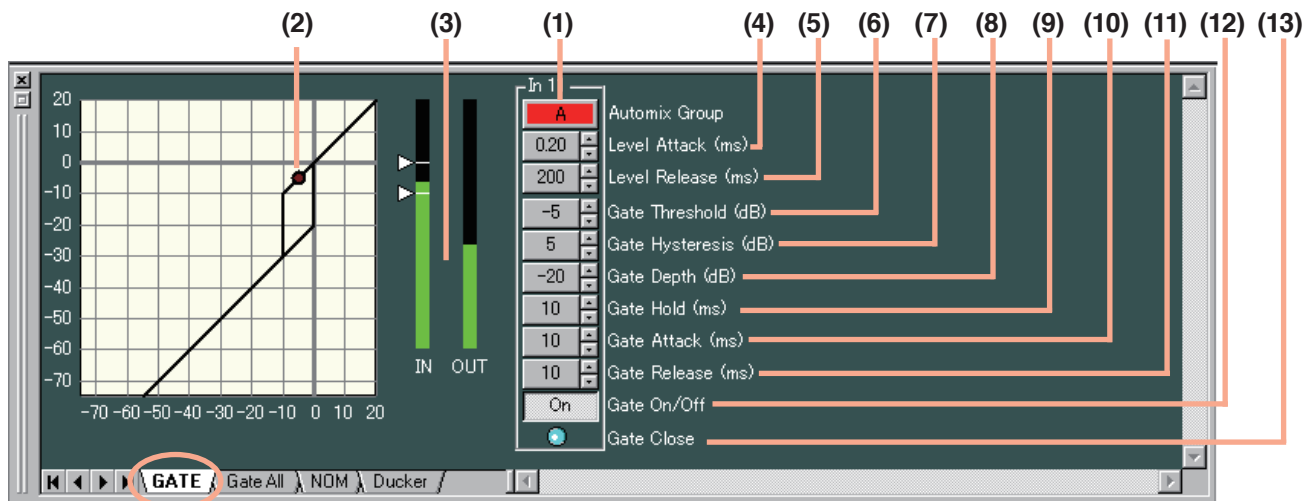 (2) (3) (1) (4) (5) (6) (7) (8) (9) (10) (11) (12) (13)
In 1
20
10
0
-10
-20
-30
-40
-50
-60
-70
-70 -60 -50 -40 -30 -20 -10 0 10 20
IN OUT
A Automix Group
0.20 Level Attack (ms)
200 Level Release (ms)
-5 Gate Threshold (dB)
5 Gate Hysteresis (dB)
-20 Gate Depth (dB)
10 Gate Hold (ms)
10 Gate Attack (ms)
10 Gate Release (ms)
On Gate On/Off
Gate Close
GATE Gate All NOM Ducker